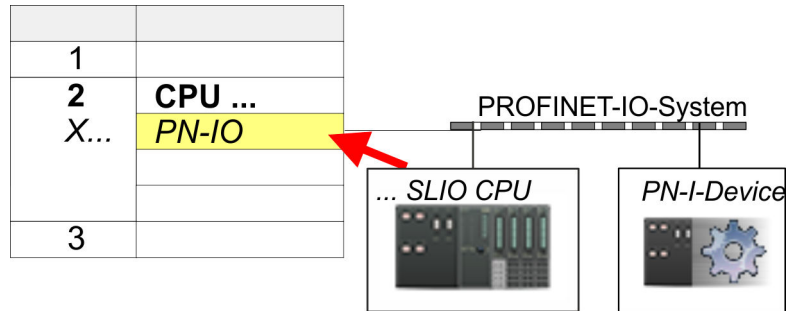 1
2 CPU ...
X... PN-IO
3
PROFINET-IO-System
... SLIO CPU
PN-I-Device